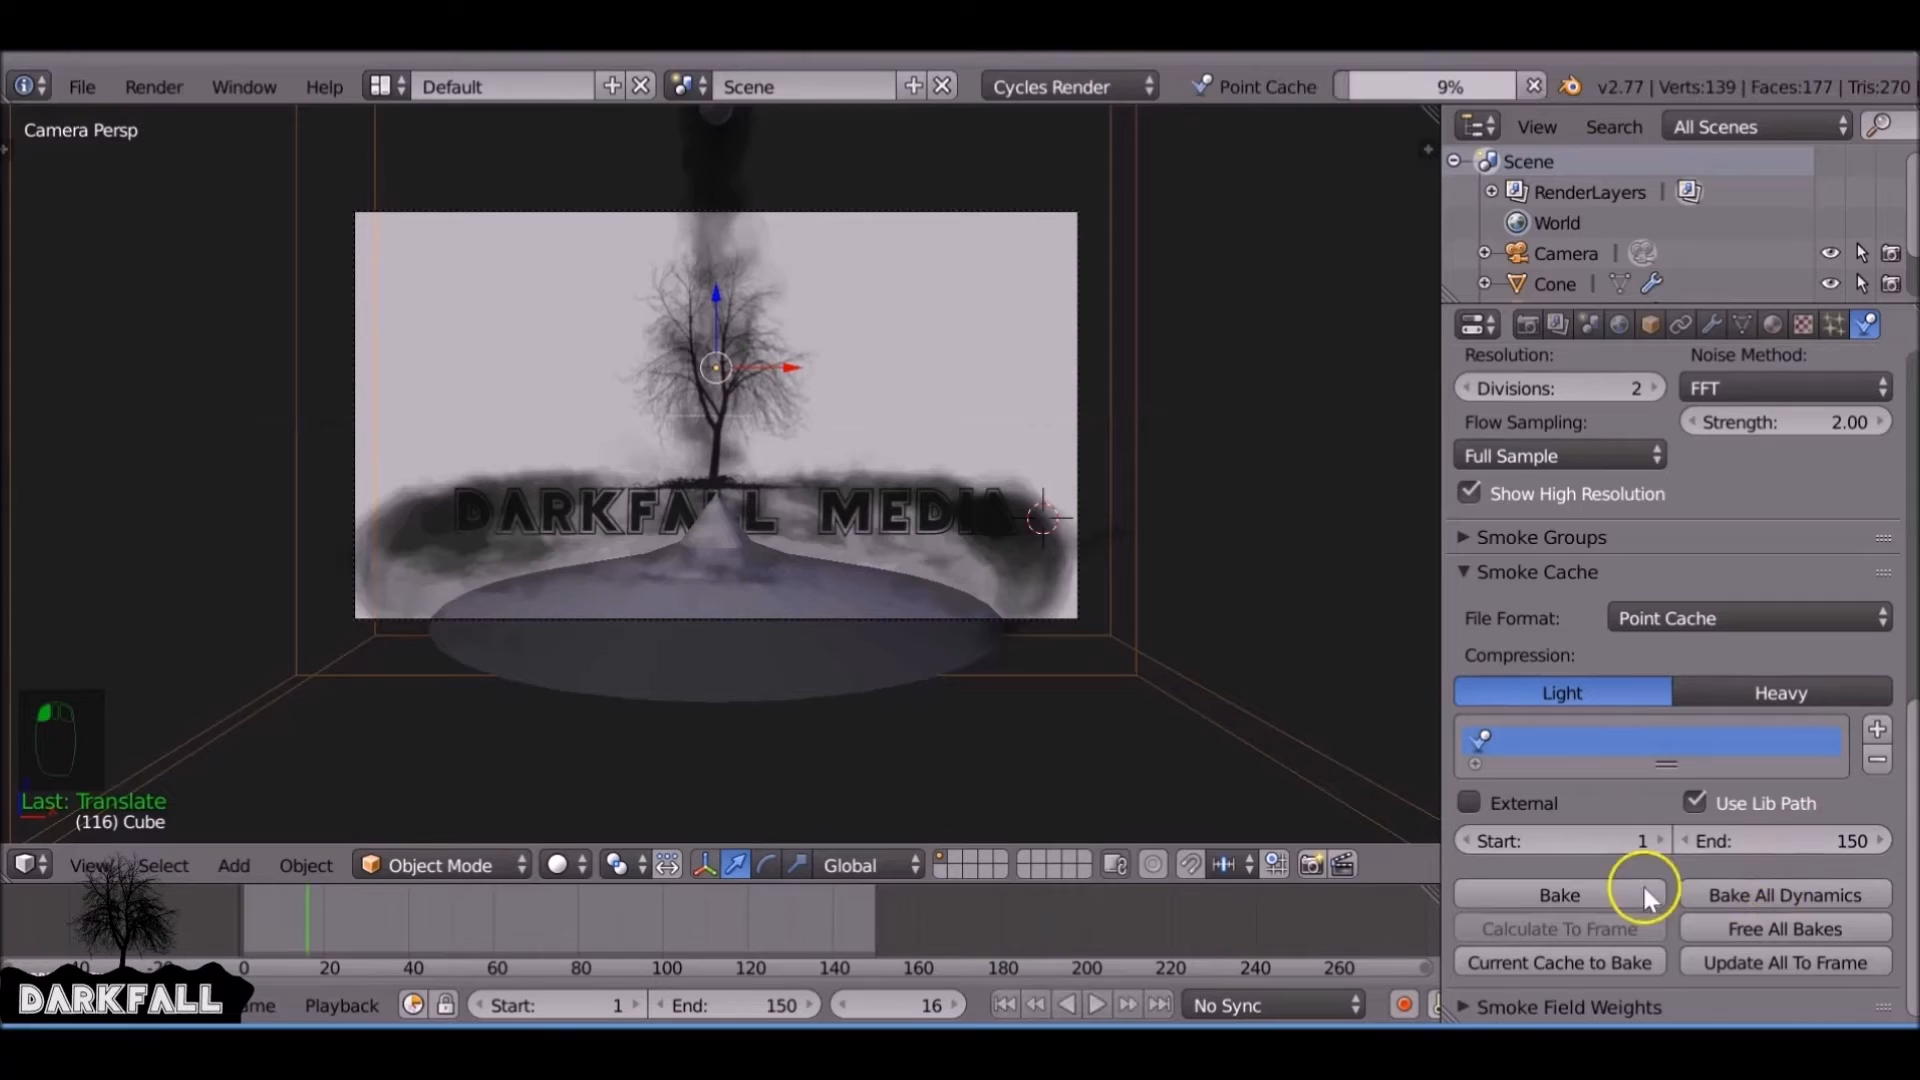 File Render Window Help Default Scene Cycles Render Point Cache 9% v2.77 | Verts:139 | Faces:177 | Tris:270
Camera Persp
View Search All Scenes
Scene
RenderLayers
World
Camera
Cone
Resolution: Noise Method:
Divisions: 2 FFT
Flow Sampling: Strength: 2.00
Full Sample
Show High Resolution
DARKFALL MEDIA
Smoke Groups
Smoke Cache
File Format: Point Cache
Compression:
Light Heavy
External Use Lib Path
Start: 1 End: 150
Bake Bake All Dynamics
Calculate To Frame Free All Bakes
Current Cache to Bake Update All To Frame
Smoke Field Weights
Last: Translate
(116) Cube
View Select Add Object Object Mode Global
-20 0 20 40 60 80 100 120 140 160 180 200 220 240 260
Playback Start: 1 End: 150 16 No Sync
DARKFALL